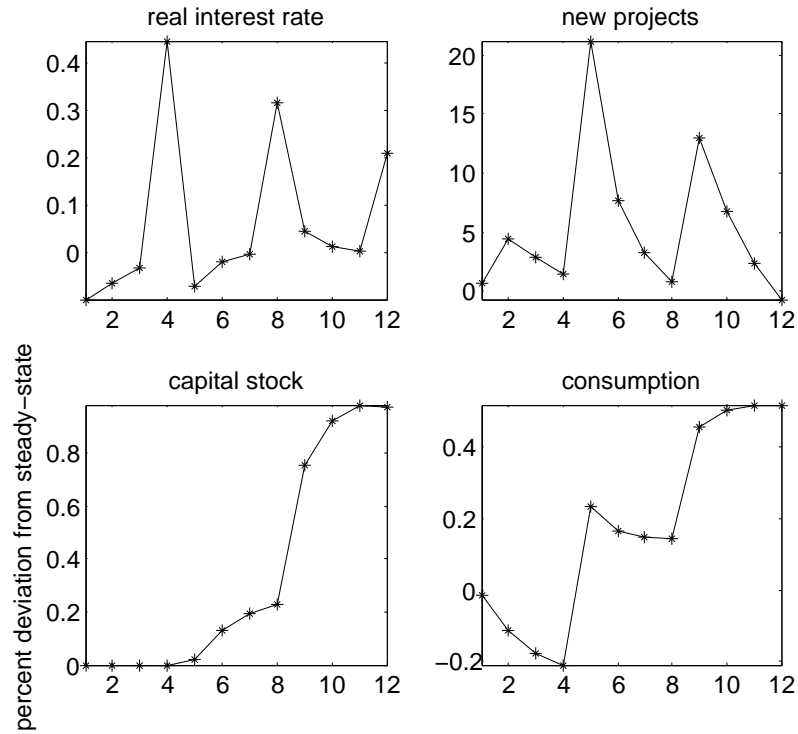 real interest rate
0.4
0.3
0.2
0.1
0
2 4 6 8 10 12
new projects
20
15
10
5
0
2 4 6 8 10 12
percent deviation from steady-state
capital stock
0.8
0.6
0.4
0.2
0
2 4 6 8 10 12
consumption
0.4
0.2
0
-0.2
2 4 6 8 10 12